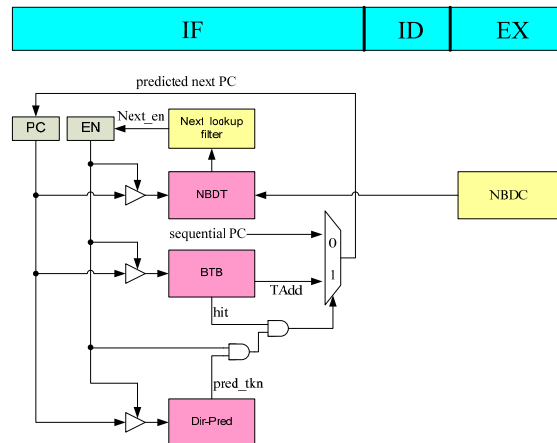 IF
ID
EX
predicted next PC
PC
EN
Next_en
Next lookup
filter
NBDT
NBDC
sequential PC
0
1
BTB
TAdd
hit
pred_tkn
Dir-Pred